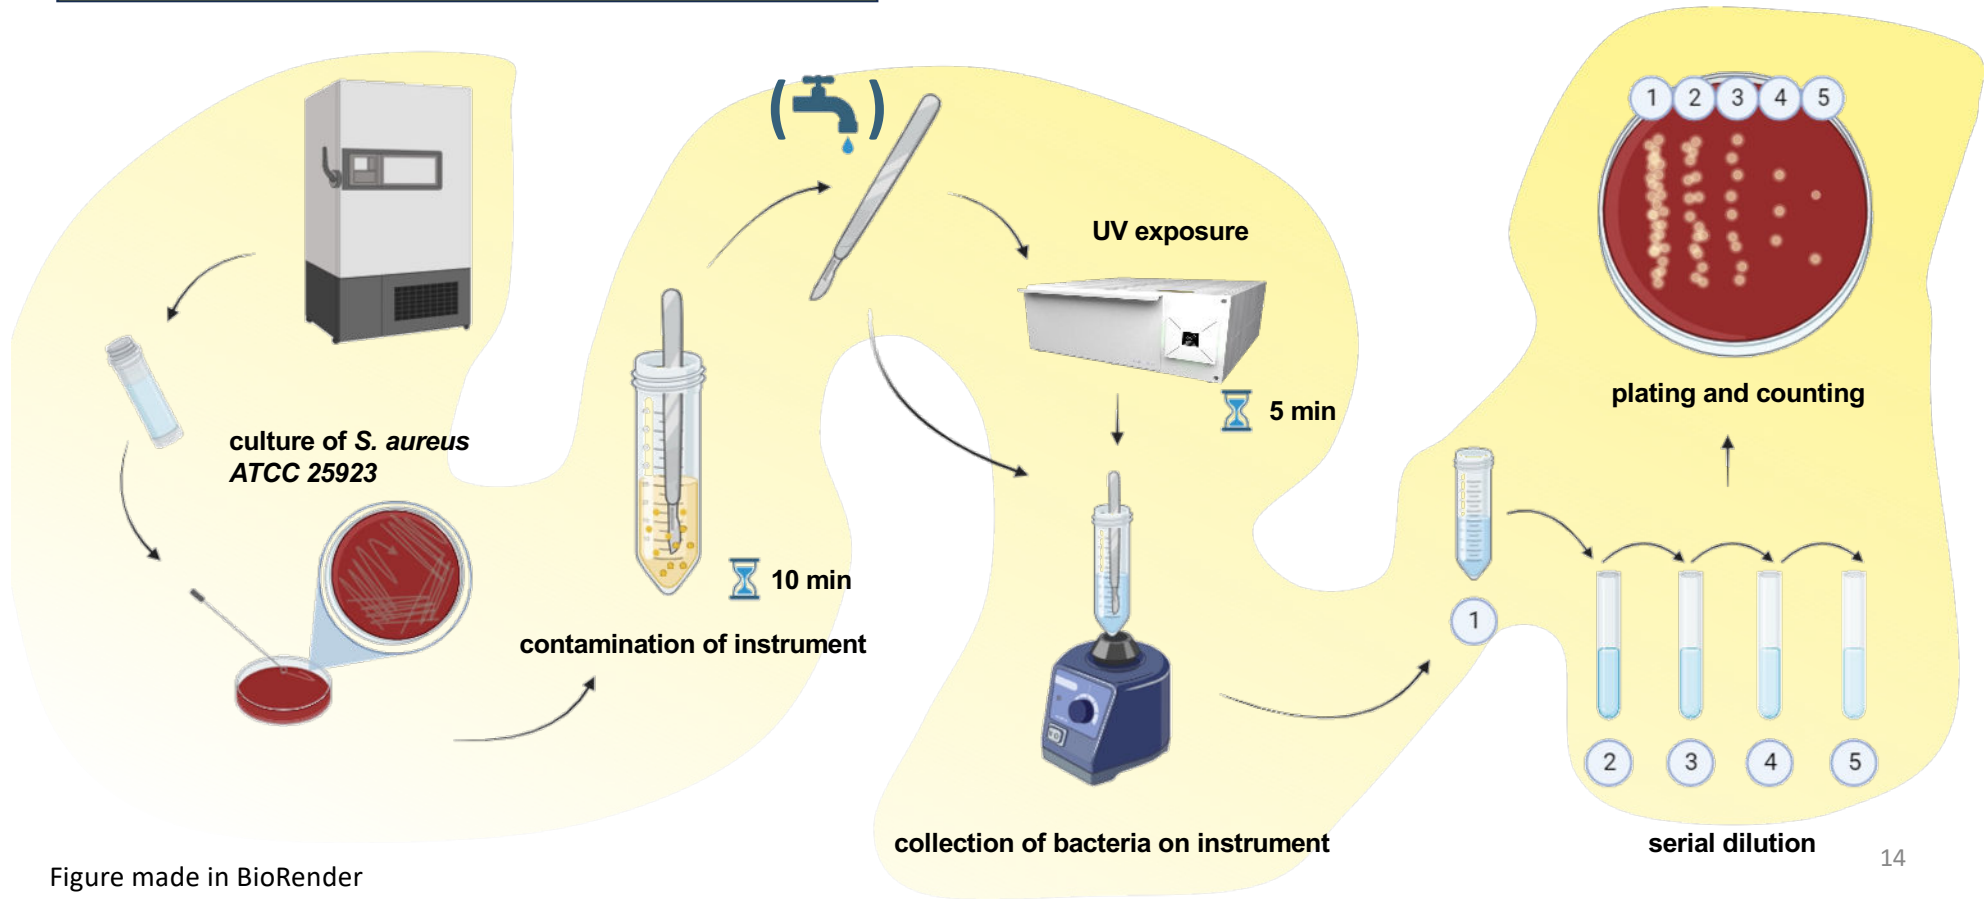 culture of S. aureus
ATCC 25923
contamination of instrument
10 min
( )
UV exposure
5 min
collection of bacteria on instrument
1
2
3
4
5
serial dilution
1 2 3 4 5
plating and counting
Figure made in BioRender
14